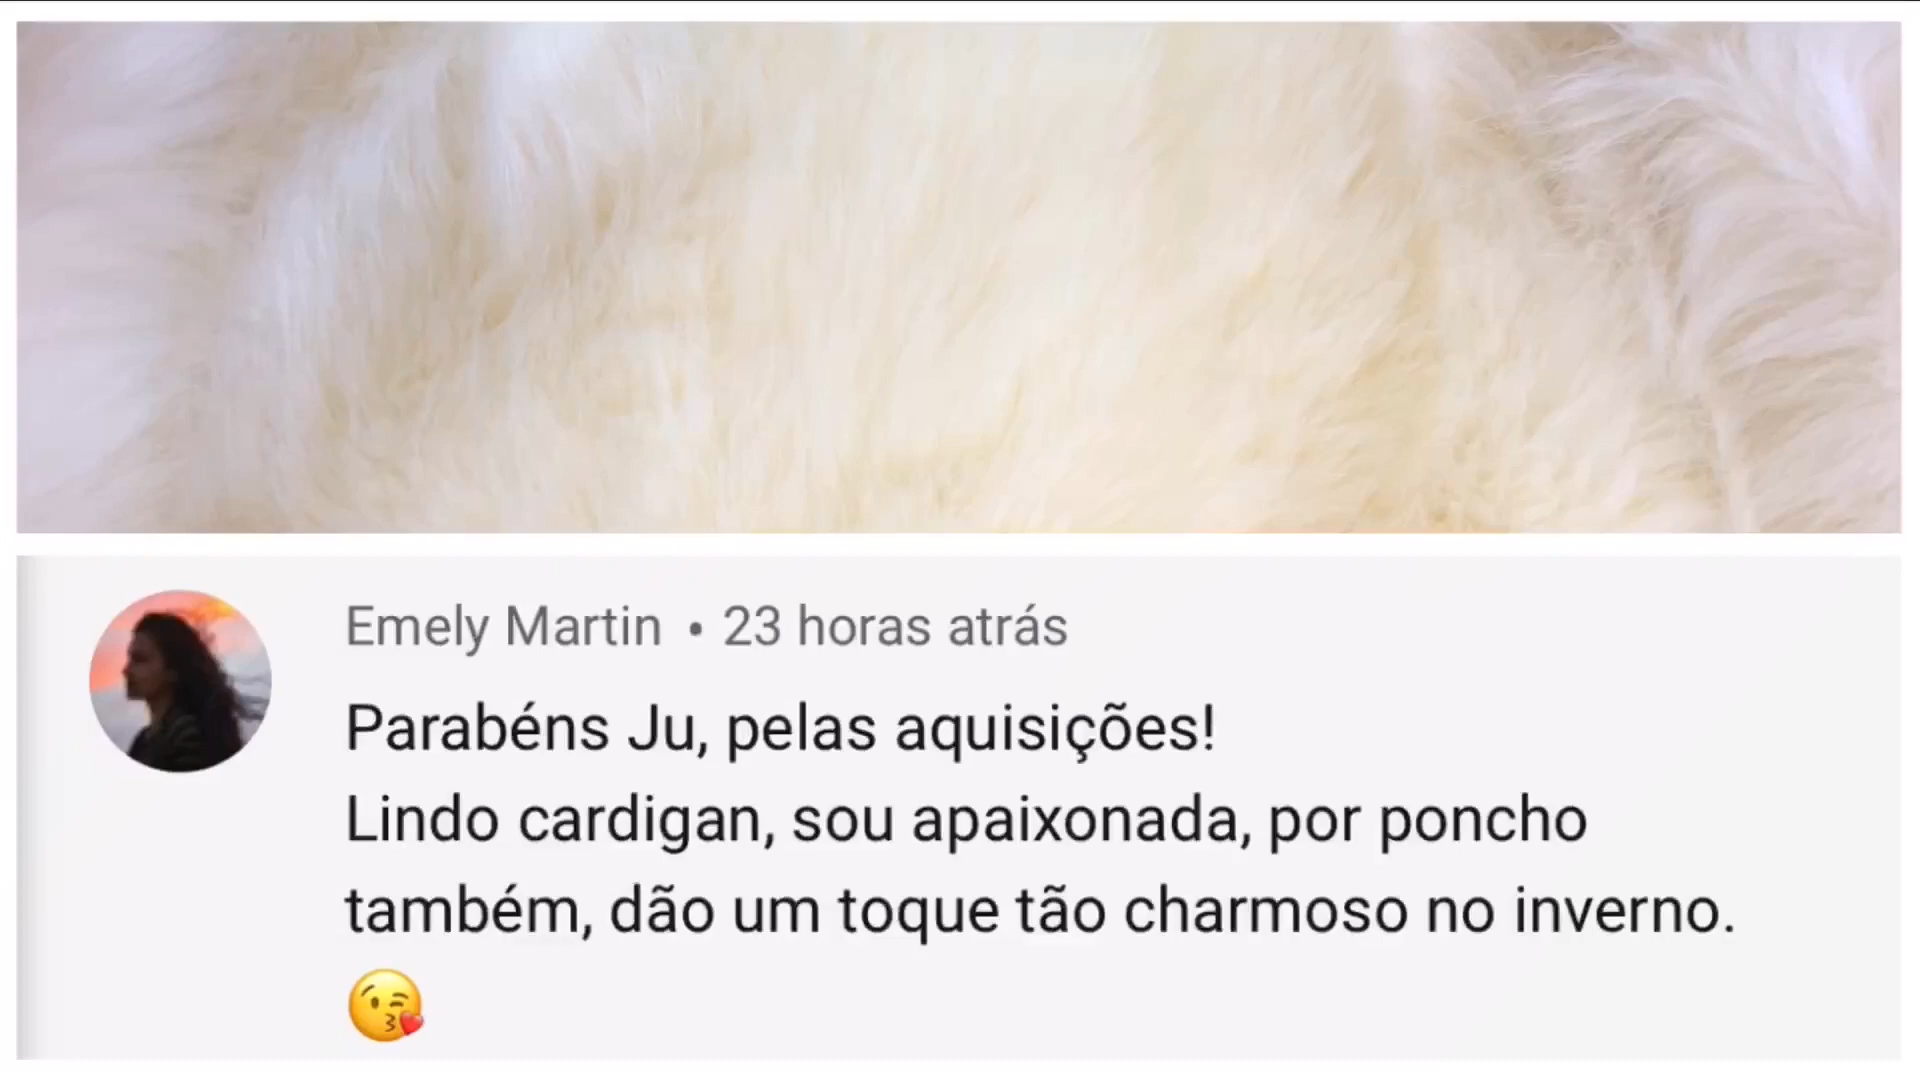 Emely Martin • 23 horas atrás
Parabéns Ju, pelas aquisições!
Lindo cardigan, sou apaixonada, por poncho
também, dão um toque tão charmoso no inverno.
😘